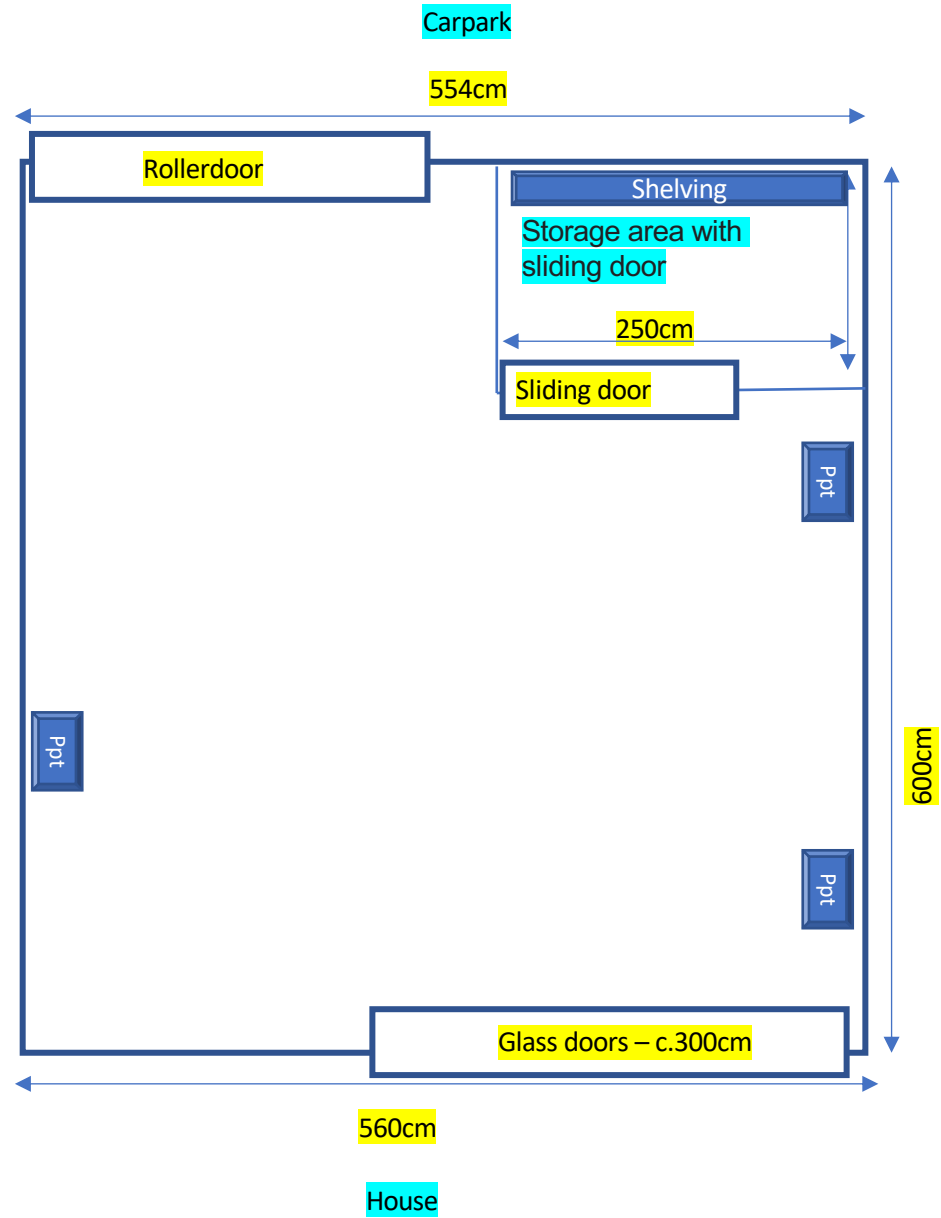 Carpark
554cm
Rollerdoor
Shelving
Storage area with
sliding door
250cm
Sliding door
Ppt
Ppt
600cm
Ppt
Glass doors – c.300cm
560cm
House